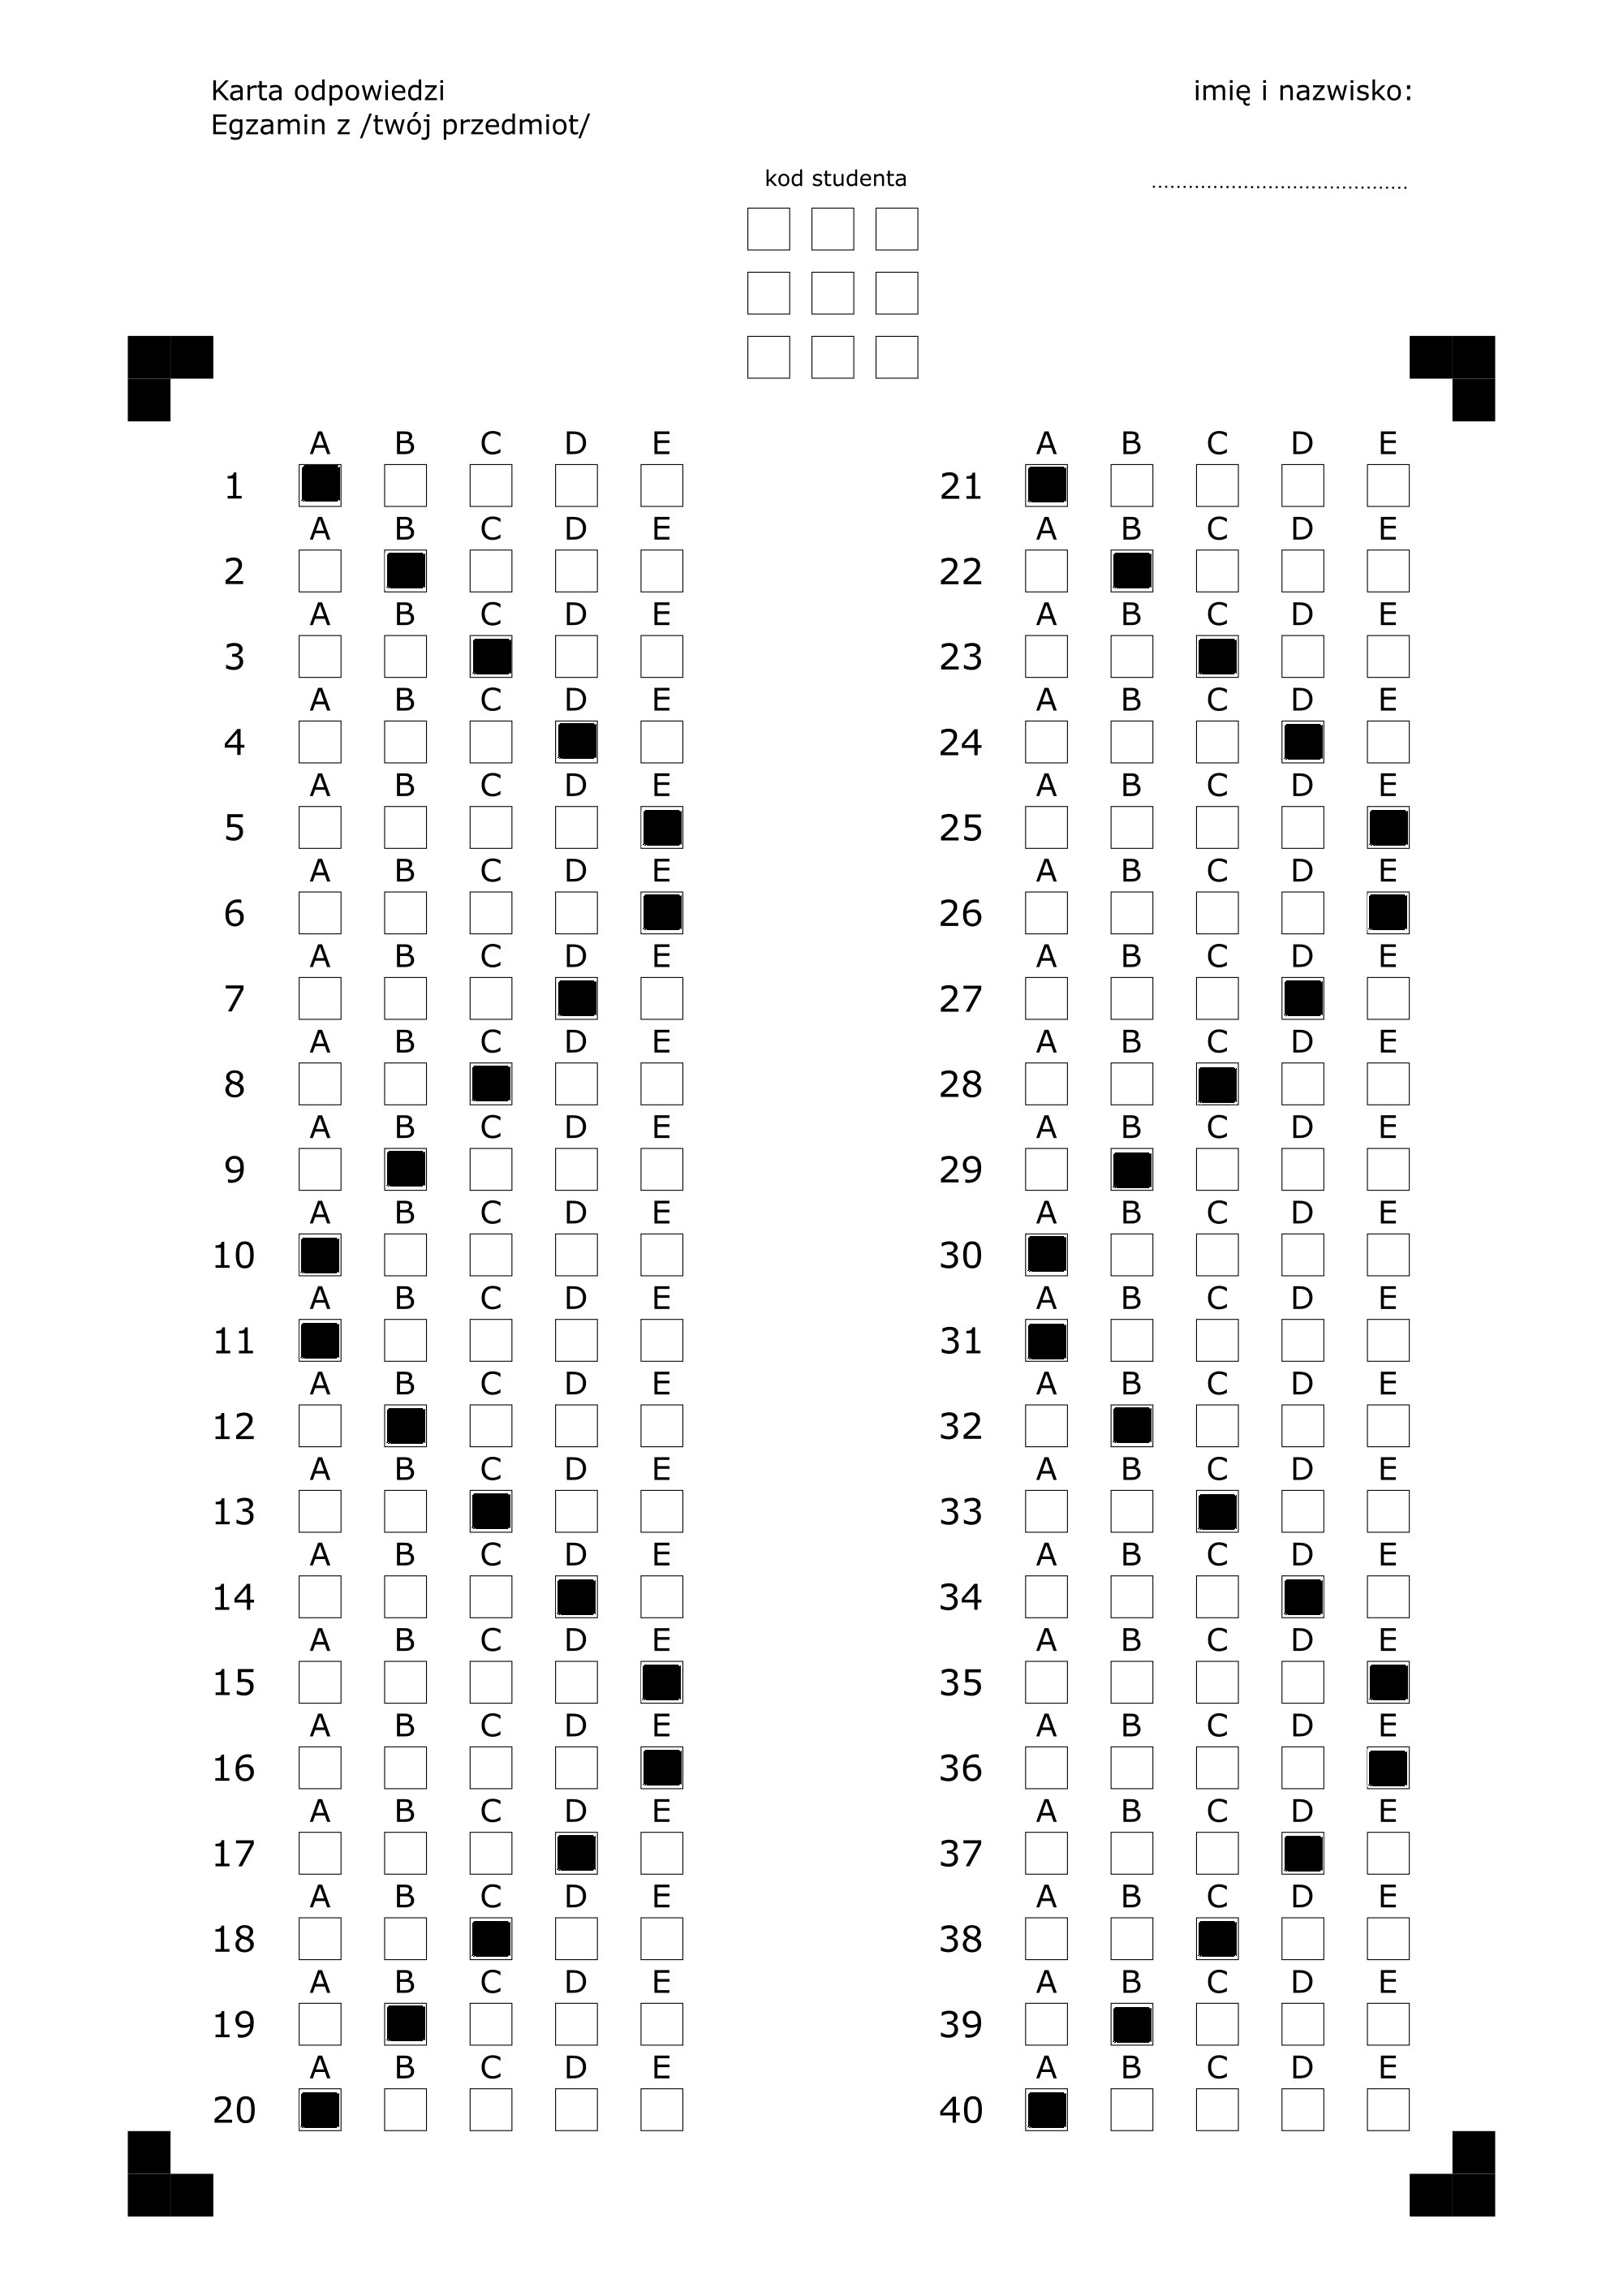 Karta odpowiedzi
Egzamin z /twój przedmiot/
imię i nazwisko:
kod studenta
A B C D E
1
A B C D E
2
A B C D E
3
A B C D E
4
A B C D E
5
A B C D E
6
A B C D E
7
A B C D E
8
A B C D E
9
A B C D E
10
A B C D E
11
A B C D E
12
A B C D E
13
A B C D E
14
A B C D E
15
A B C D E
16
A B C D E
17
A B C D E
18
A B C D E
19
A B C D E
20
A B C D E
21
A B C D E
22
A B C D E
23
A B C D E
24
A B C D E
25
A B C D E
26
A B C D E
27
A B C D E
28
A B C D E
29
A B C D E
30
A B C D E
31
A B C D E
32
A B C D E
33
A B C D E
34
A B C D E
35
A B C D E
36
A B C D E
37
A B C D E
38
A B C D E
39
A B C D E
40